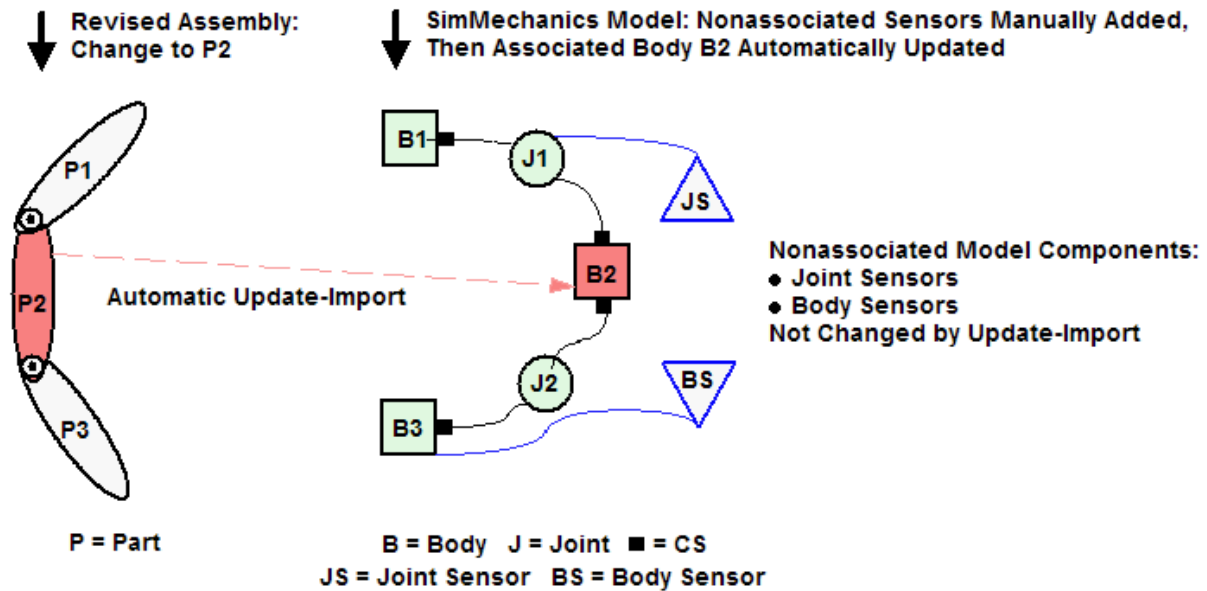 Revised Assembly:
Change to P2
SimMechanics Model: Nonassociated Sensors Manually Added,
Then Associated Body B2 Automatically Updated
P1
P2
P3
Automatic Update-Import
B1
J1
JS
B2
J2
BS
B3
Nonassociated Model Components:
● Joint Sensors
● Body Sensors
Not Changed by Update-Import
P = Part
B = Body J = Joint ■ = CS
JS = Joint Sensor BS = Body Sensor